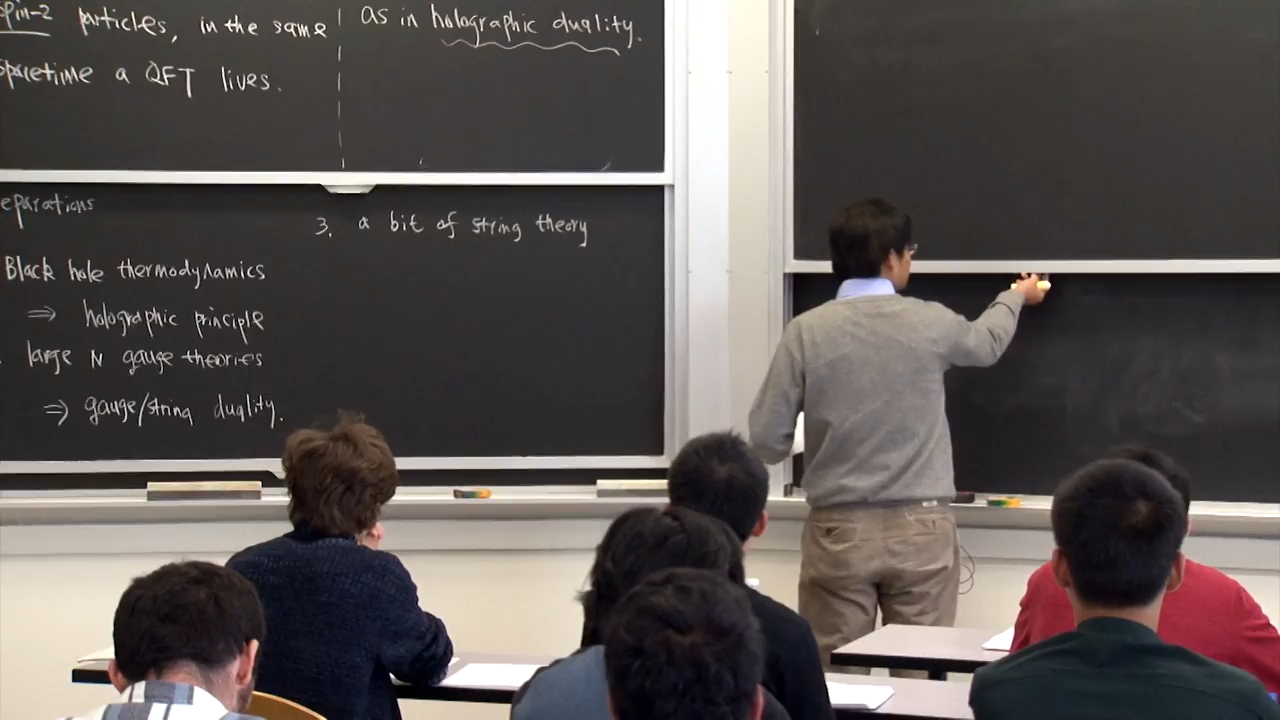 spin-2 particles, in the same
spacetime a QFT lives.
as in holographic duality.
eparations
Black hole thermodynamics
⇒ holographic principle
large N gauge theories
⇒ gauge/string duality.
3. a bit of string theory